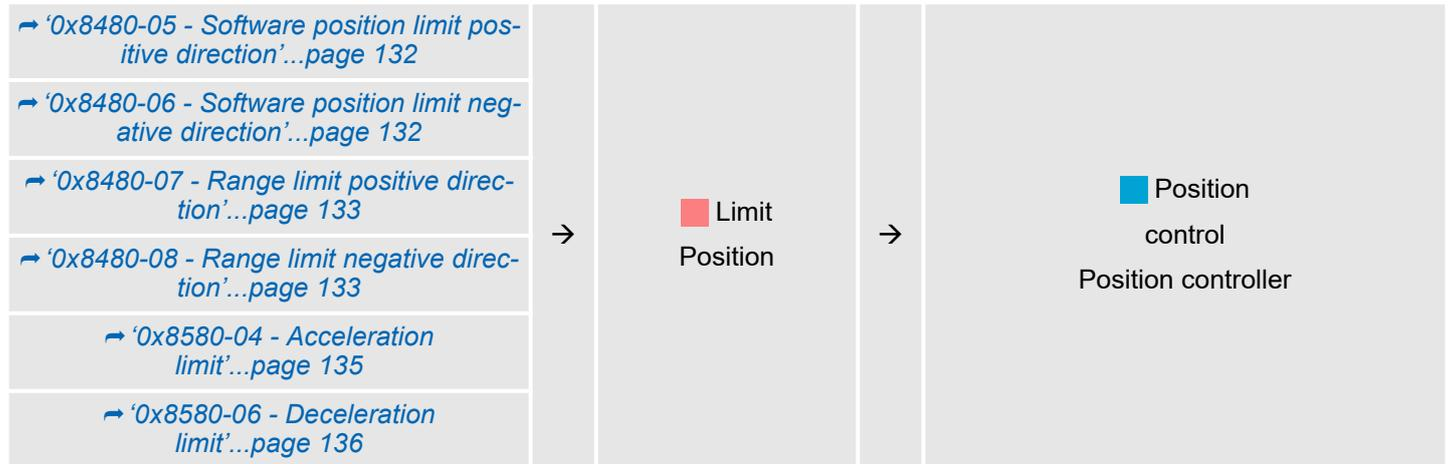 ➦ ‘0x8480-05 - Software position limit pos-
itive direction’...page 132
➦ ‘0x8480-06 - Software position limit neg-
ative direction’...page 132
➦ ‘0x8480-07 - Range limit positive direc-
tion’...page 133
➦ ‘0x8480-08 - Range limit negative direc-
tion’...page 133
➦ ‘0x8580-04 - Acceleration
limit’...page 135
➦ ‘0x8580-06 - Deceleration
limit’...page 136
→
Limit
Position
→
Position
control
Position controller